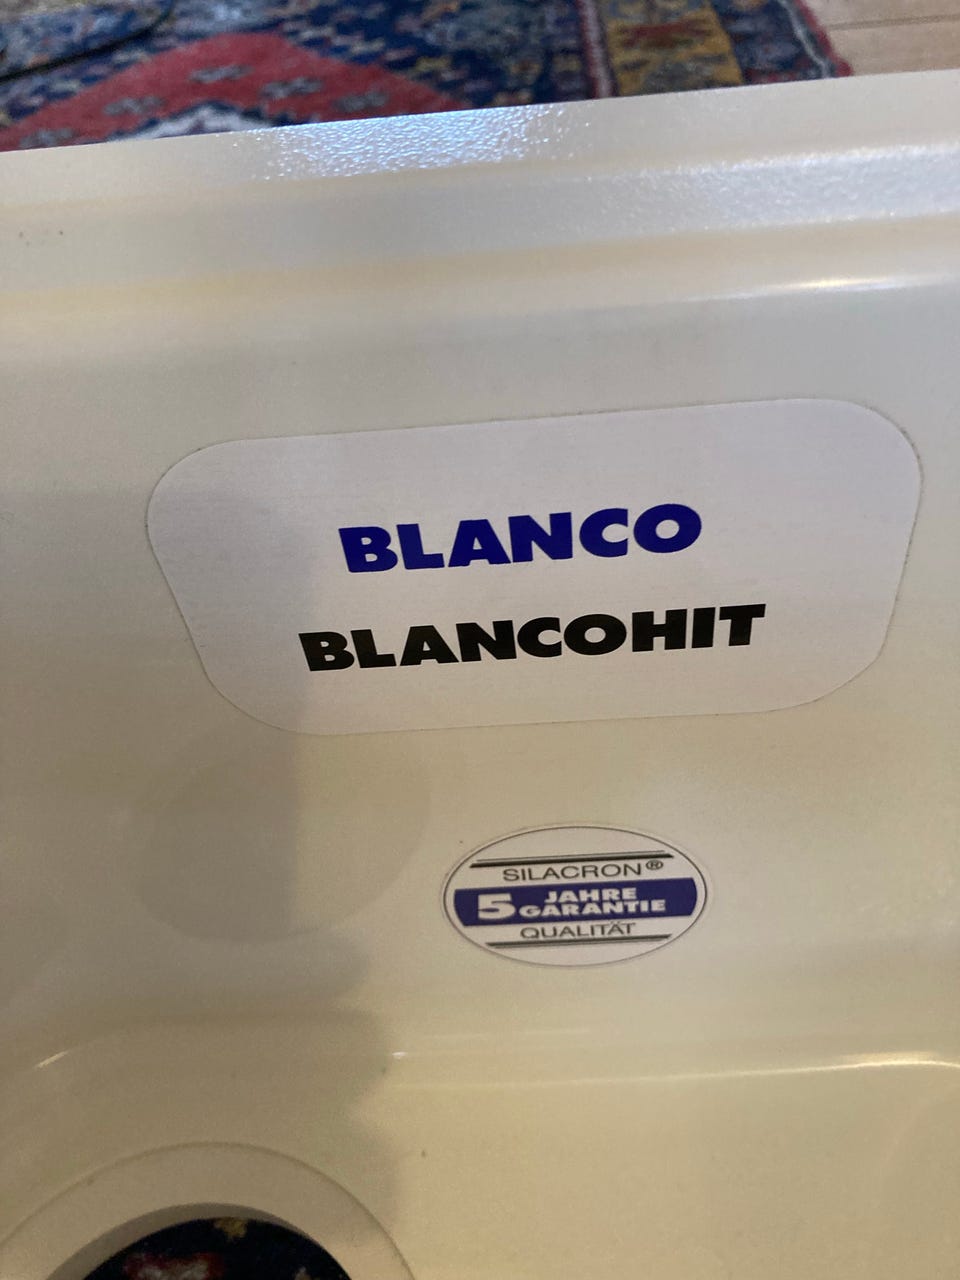 BLANCO
BLANCOHIT
SILACRON®
5 JAHRE
GARANTIE
QUALITÄT